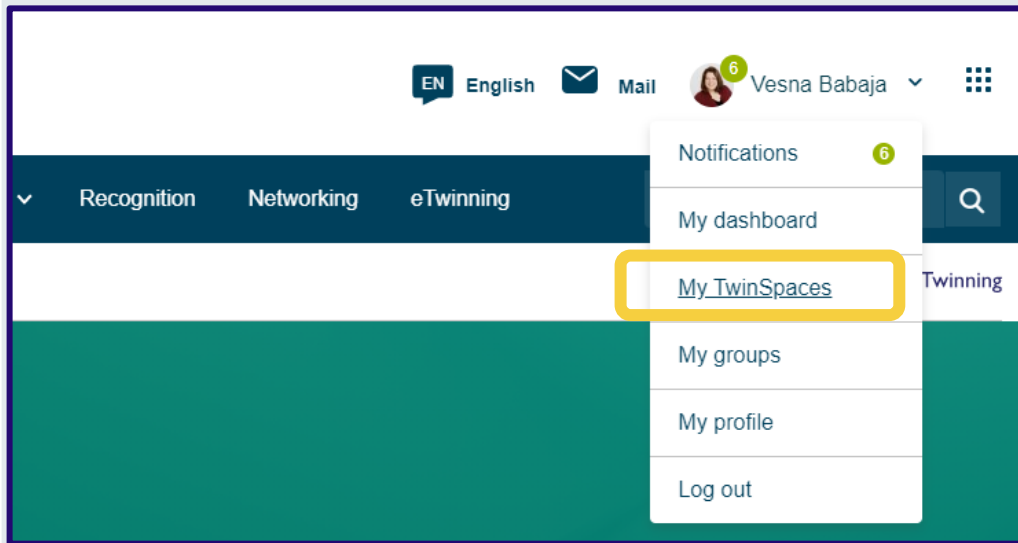 EN English Mail 6 Vesna Babaja
Notifications 6
Recognition Networking eTwinning
My dashboard
My TwinSpaces
Twinning
My groups
My profile
Log out